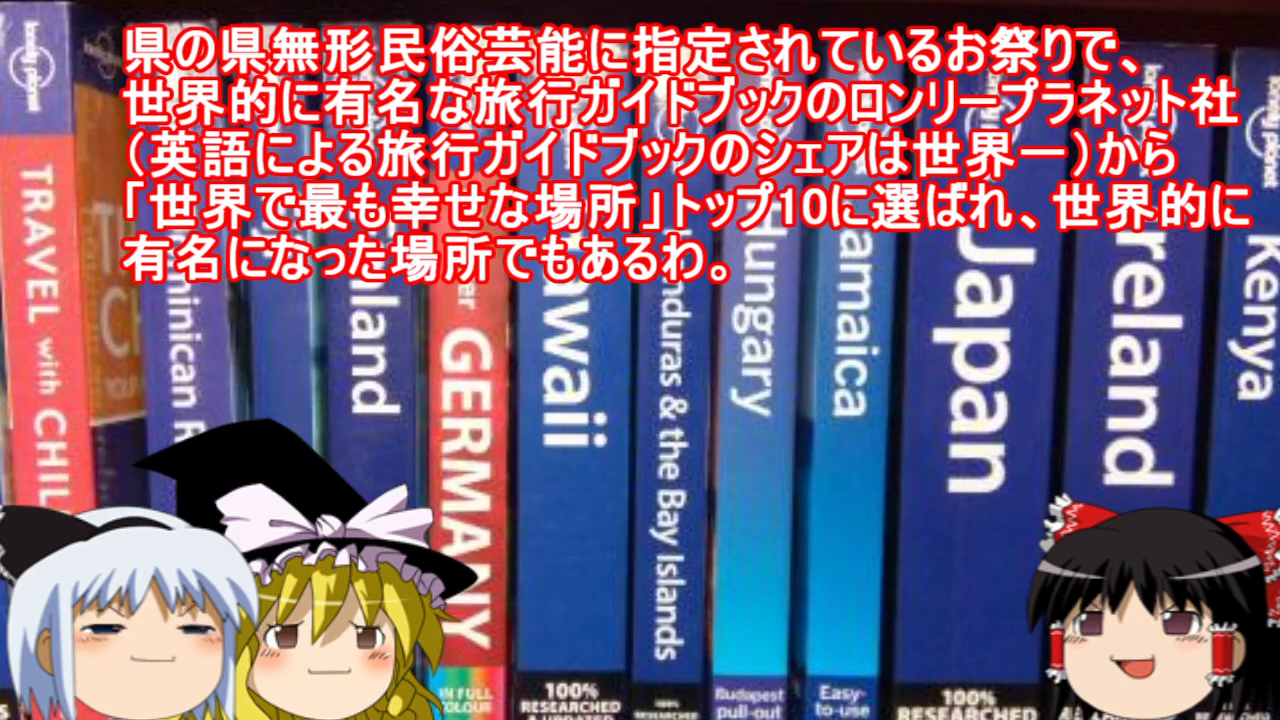 県の県無形民俗芸能に指定されているお祭りで、
世界的に有名な旅行ガイドブックのロンリープラネット社
（英語による旅行ガイドブックのシェアは世界一）から
「世界で最も幸せな場所」トップ10に選ばれ、世界的に
有名になった場所でもあるわ。
lonely planet
TRAVEL with CHIL
minican R
land
GERMANY
IN FULL
COLOUR
waii
100%
RESEARCHED
nduras & the Bay Islands
Hungary
Budapest
pull-out
amaica
Easy-
to-use
Japan
100%
RESEARCHED
reland
Kenya